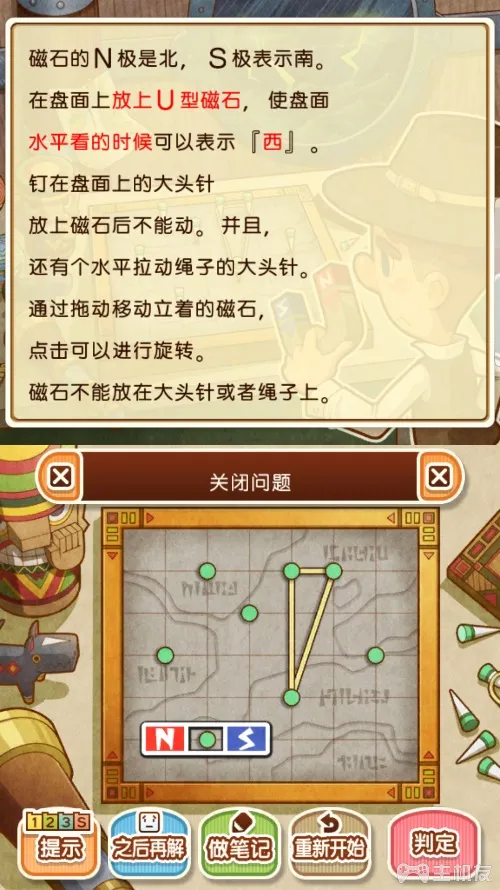 磁石的N极是北， S极表示南。
在盘面上放上U型磁石， 使盘面
水平看的时候可以表示『西』。
钉在盘面上的大头针
放上磁石后不能动。 并且，
还有个水平拉动绳子的大头针。
通过拖动移动立着的磁石，
点击可以进行旋转。
磁石不能放在大头针或者绳子上。
关闭问题
N S
1 2 3 S
提示
之后再解
做笔记
重新开始
判定
主机友